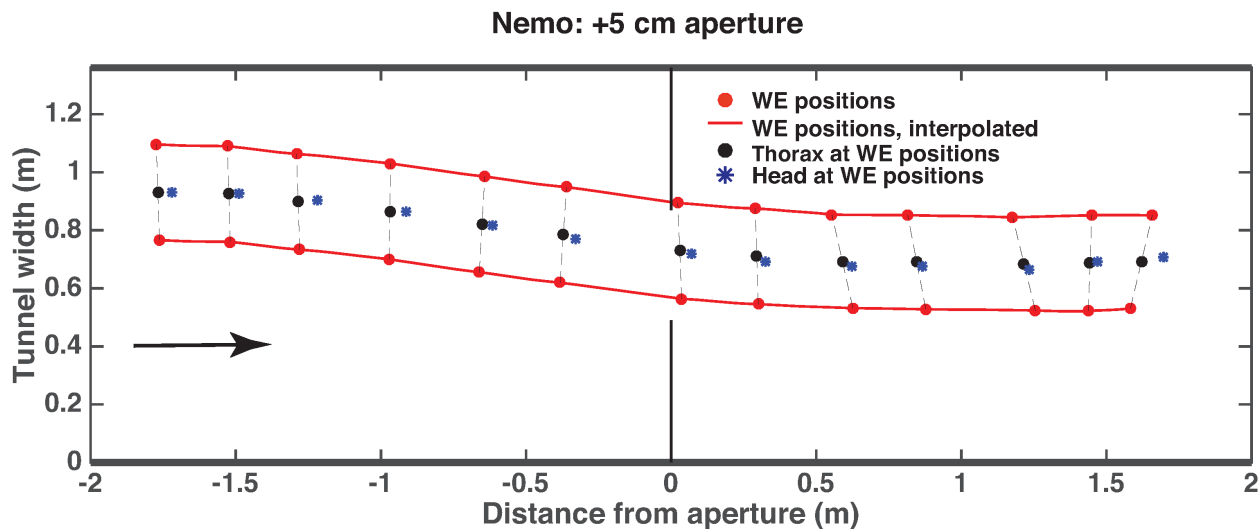 Nemo: +5 cm aperture
WE positions
WE positions, interpolated
Thorax at WE positions
Head at WE positions
Tunnel width (m)
1.2
1
0.8
0.6
0.4
0.2
0
-2 -1.5 -1 -0.5 0 0.5 1 1.5 2
Distance from aperture (m)